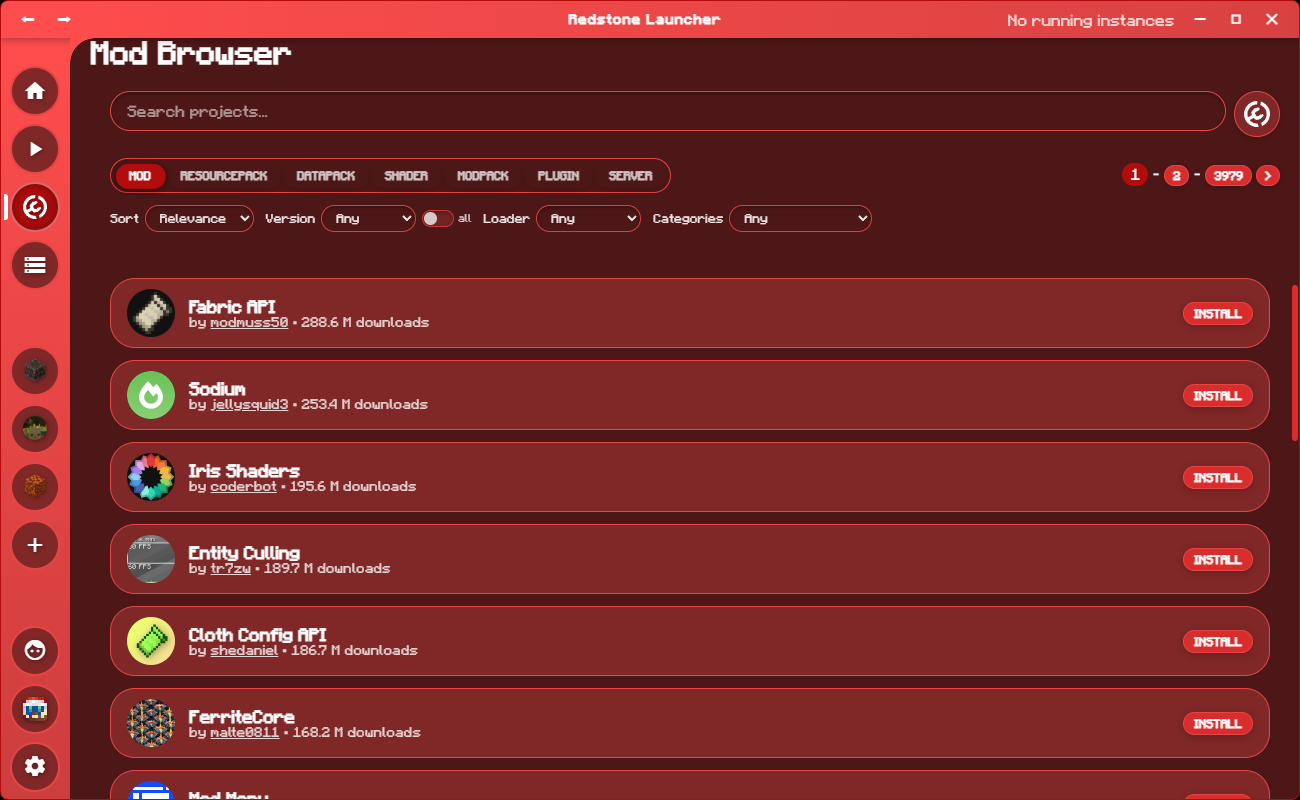 Redstone Launcher
No running instances
Mod Browser
Search projects...
MOD RESOURCEPACK DATAPACK SHADER MODPACK PLUGIN SERVER
1 - 2 - 3979
Sort Relevance Version Any all Loader Any Categories Any
Fabric API
by modmuss50 • 288.6 M downloads
INSTALL
Sodium
by jellysquid3 • 253.4 M downloads
INSTALL
Iris Shaders
by coderbot • 195.6 M downloads
INSTALL
Entity Culling
by tr7zw • 189.7 M downloads
INSTALL
Cloth Config API
by shedaniel • 186.7 M downloads
INSTALL
FerriteCore
by malte0811 • 168.2 M downloads
INSTALL
Mod Menu